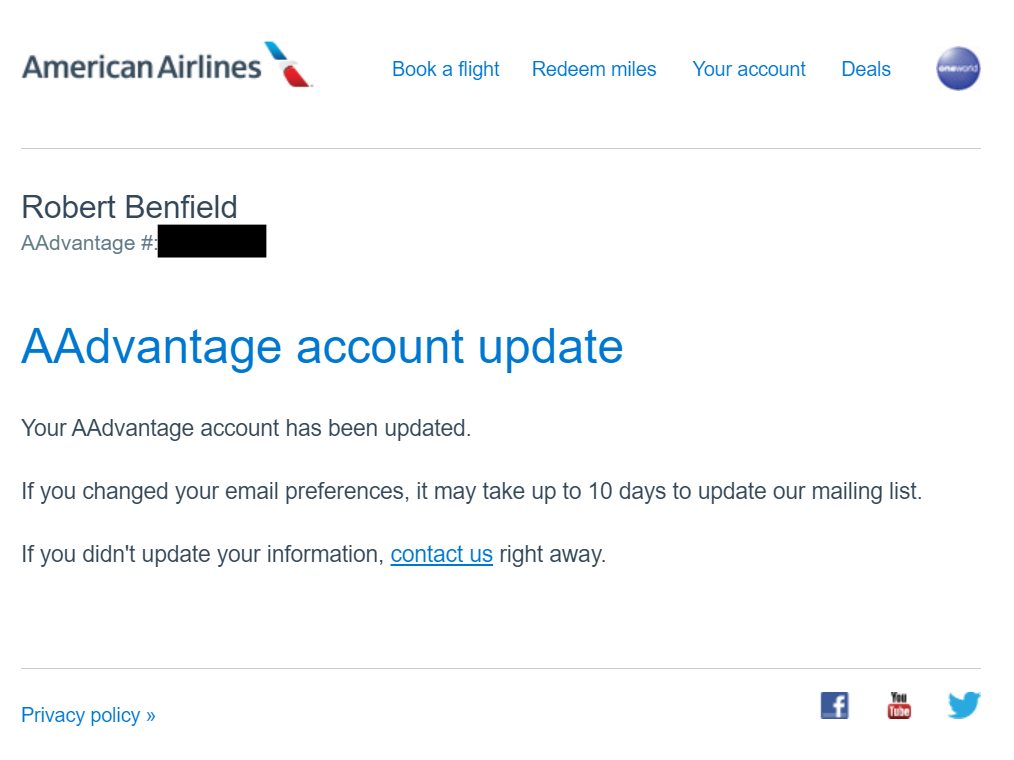 American Airlines Book a flight Redeem miles Your account Deals oneworld
Robert Benfield
AAdvantage #:
AAdvantage account update
Your AAdvantage account has been updated.
If you changed your email preferences, it may take up to 10 days to update our mailing list.
If you didn't update your information, contact us right away.
Privacy policy » f You Tube